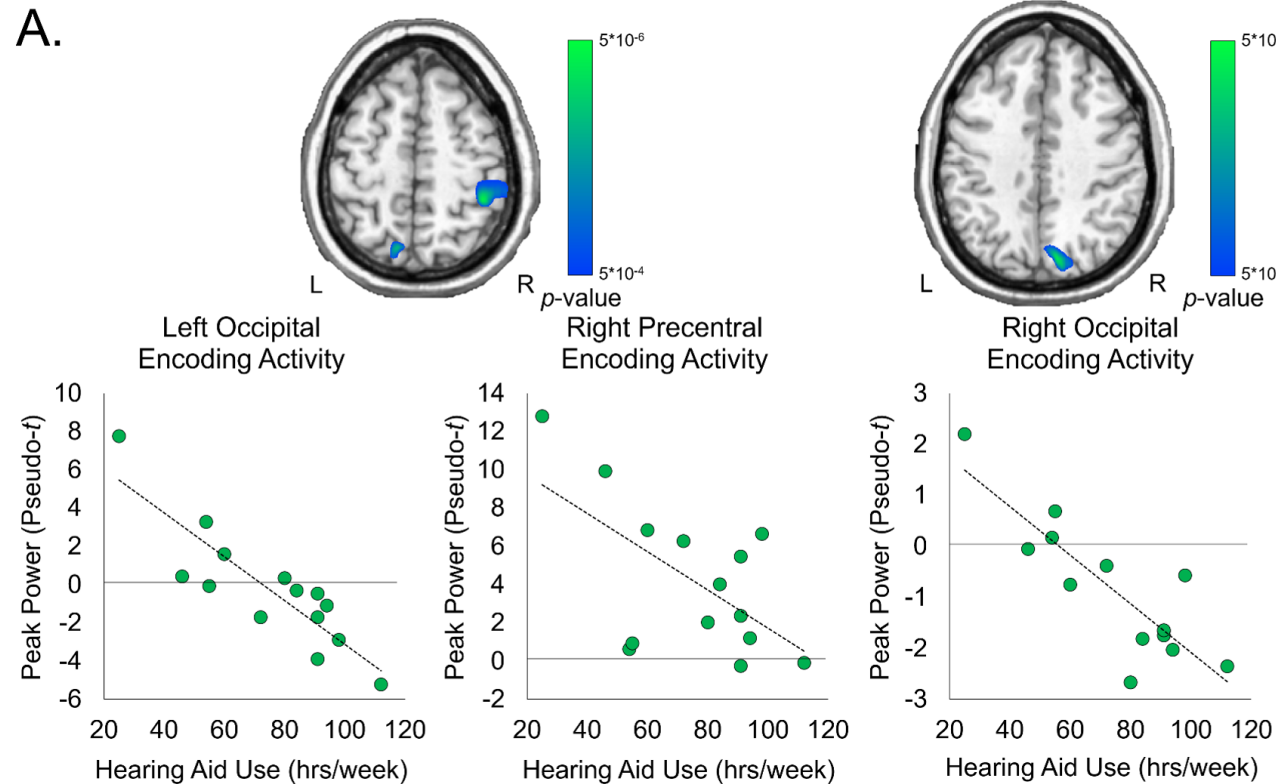 A.
5*10-6
5*10-4
L
R
p-value
5*10
5*10
L
R
p-value
Left Occipital
Encoding Activity
Right Precentral
Encoding Activity
Right Occipital
Encoding Activity
Peak Power (Pseudo-t)
10
8
6
4
2
0
-2
-4
-6
20
40
60
80
100
120
Hearing Aid Use (hrs/week)
Peak Power (Pseudo-t)
14
12
10
8
6
4
2
0
-2
20
40
60
80
100
120
Hearing Aid Use (hrs/week)
Peak Power (Pseudo-t)
3
2
1
0
-1
-2
-3
20
40
60
80
100
120
Hearing Aid Use (hrs/week)